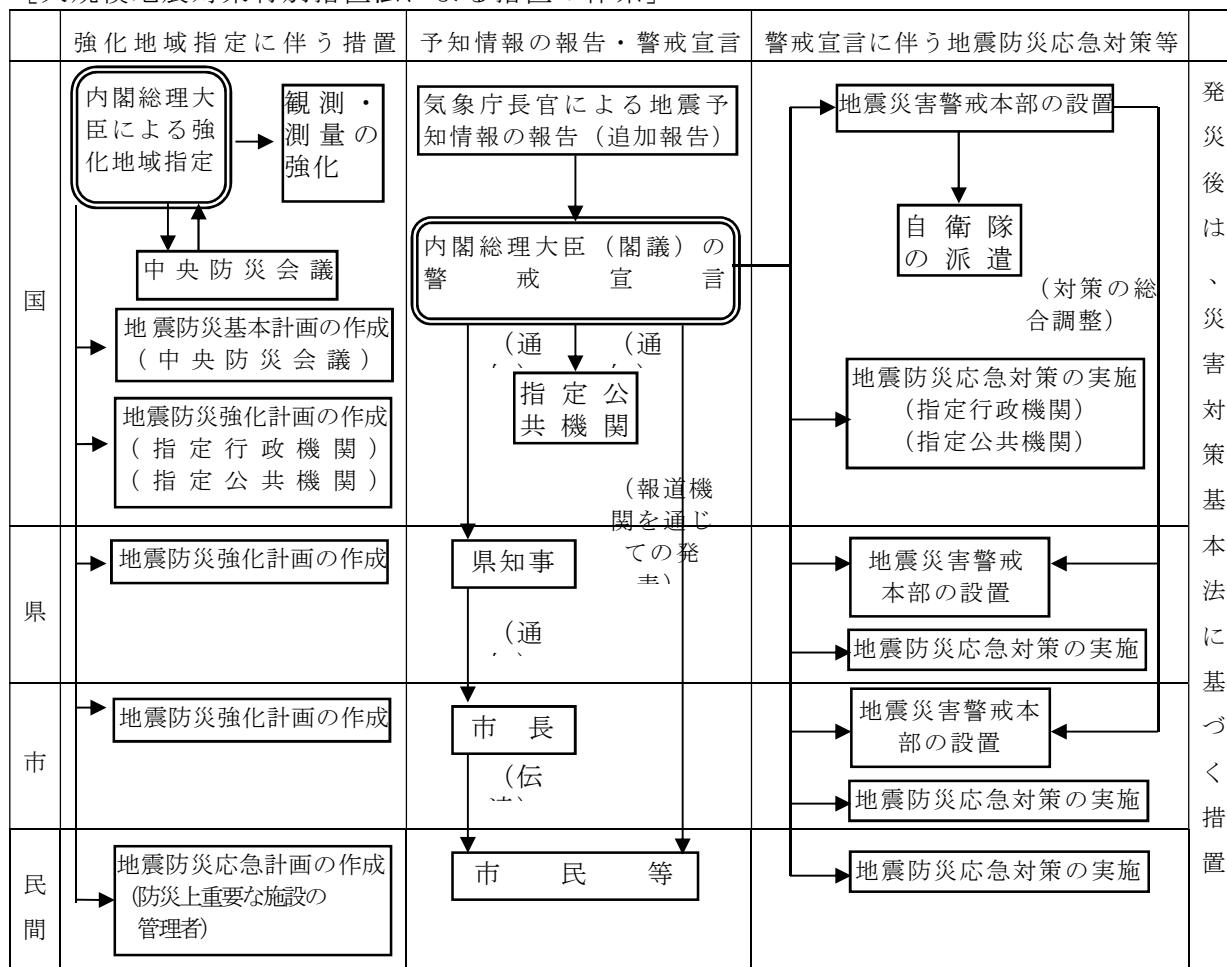 強化地域指定に伴う措置
予知情報の報告・警戒宣言
警戒宣言に伴う地震防災応急対策等
国
内閣総理大
臣による強
化地域指定
観測・
測量の
強化
中央防災会議
地震防災基本計画の作成
（中央防災会議）
地震防災強化計画の作成
（指定行政機関）
（指定公共機関）
気象庁長官による地震予
知情報の報告（追加報告）
内閣総理大臣（閣議）の
警戒宣言
（通
（通
指定公
共機関
（報道機
関を通じ
ての発
地震災害警戒本部の設置
自衛隊
の派遣
（対策の総
合調整）
地震防災応急対策の実施
（指定行政機関）
（指定公共機関）
県
地震防災強化計画の作成
県知事
（通
地震災害警戒
本部の設置
地震防災応急対策の実施
市
地震防災強化計画の作成
市長
（伝
地震災害警戒本
部の設置
地震防災応急対策の実施
民
間
地震防災応急計画の作成
(防災上重要な施設の
管理者)
市民等
地震防災応急対策の実施
発災後は、災害対策基本法に基づく措置